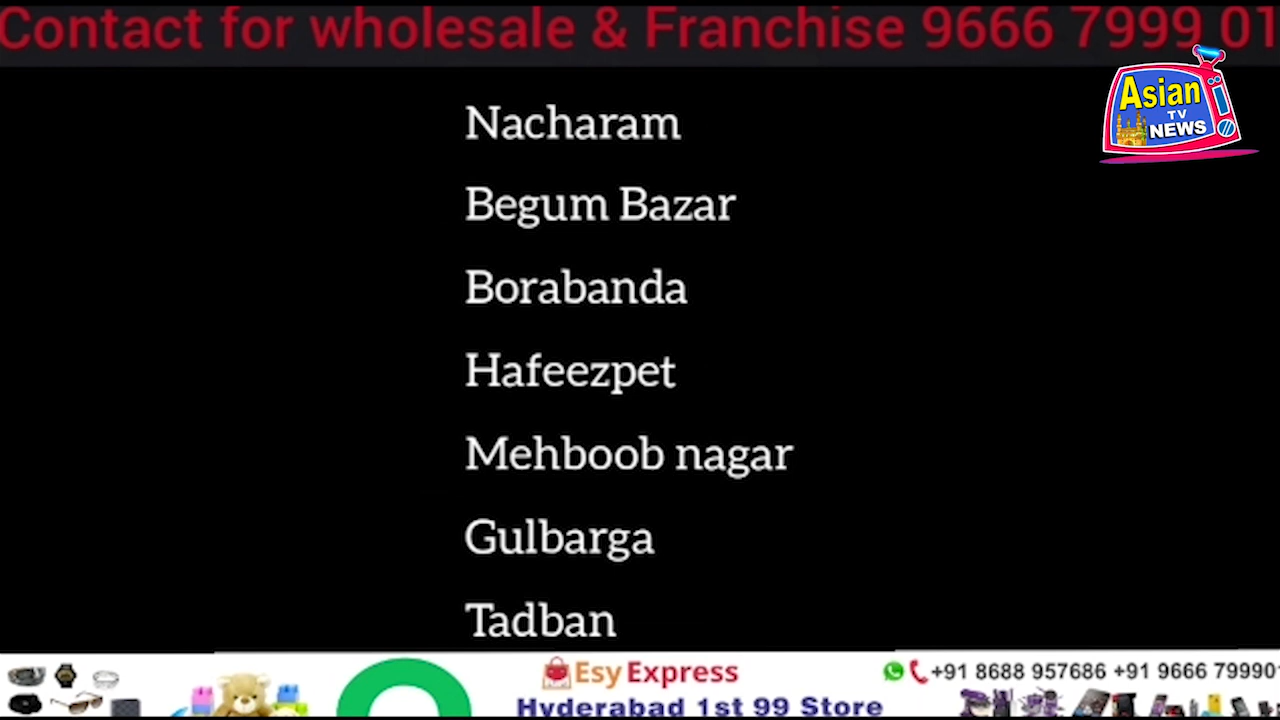 Contact for wholesale & Franchise 9666 7999 01
Asian
TV
NEWS
Nacharam
Begum Bazar
Borabanda
Hafeezpet
Mehboob nagar
Gulbarga
Tadban
Esy Express
+91 8688 957686 +91 9666 799901
Hyderabad 1st 99 Store